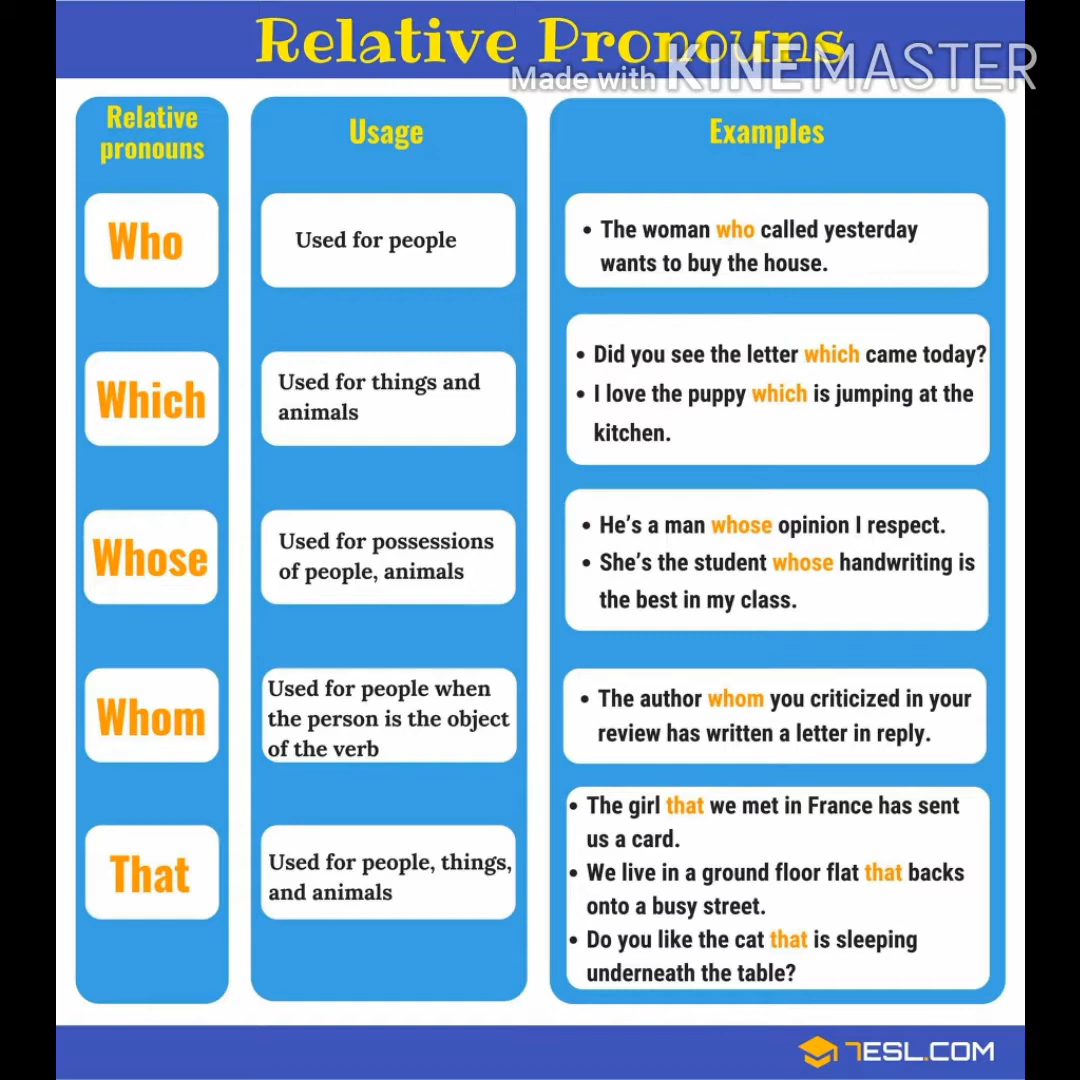 Relative Pronouns
Made with KINEMASTER
Relative
pronouns
Usage
Examples
Who
Used for people
• The woman who called yesterday
wants to buy the house.
Which
Used for things and
animals
• Did you see the letter which came today?
• I love the puppy which is jumping at the
kitchen.
Whose
Used for possessions
of people, animals
• He's a man whose opinion I respect.
• She's the student whose handwriting is
the best in my class.
Whom
Used for people when
the person is the object
of the verb
• The author whom you criticized in your
review has written a letter in reply.
That
Used for people, things,
and animals
• The girl that we met in France has sent
us a card.
• We live in a ground floor flat that backs
onto a busy street.
• Do you like the cat that is sleeping
underneath the table?
7ESL.COM